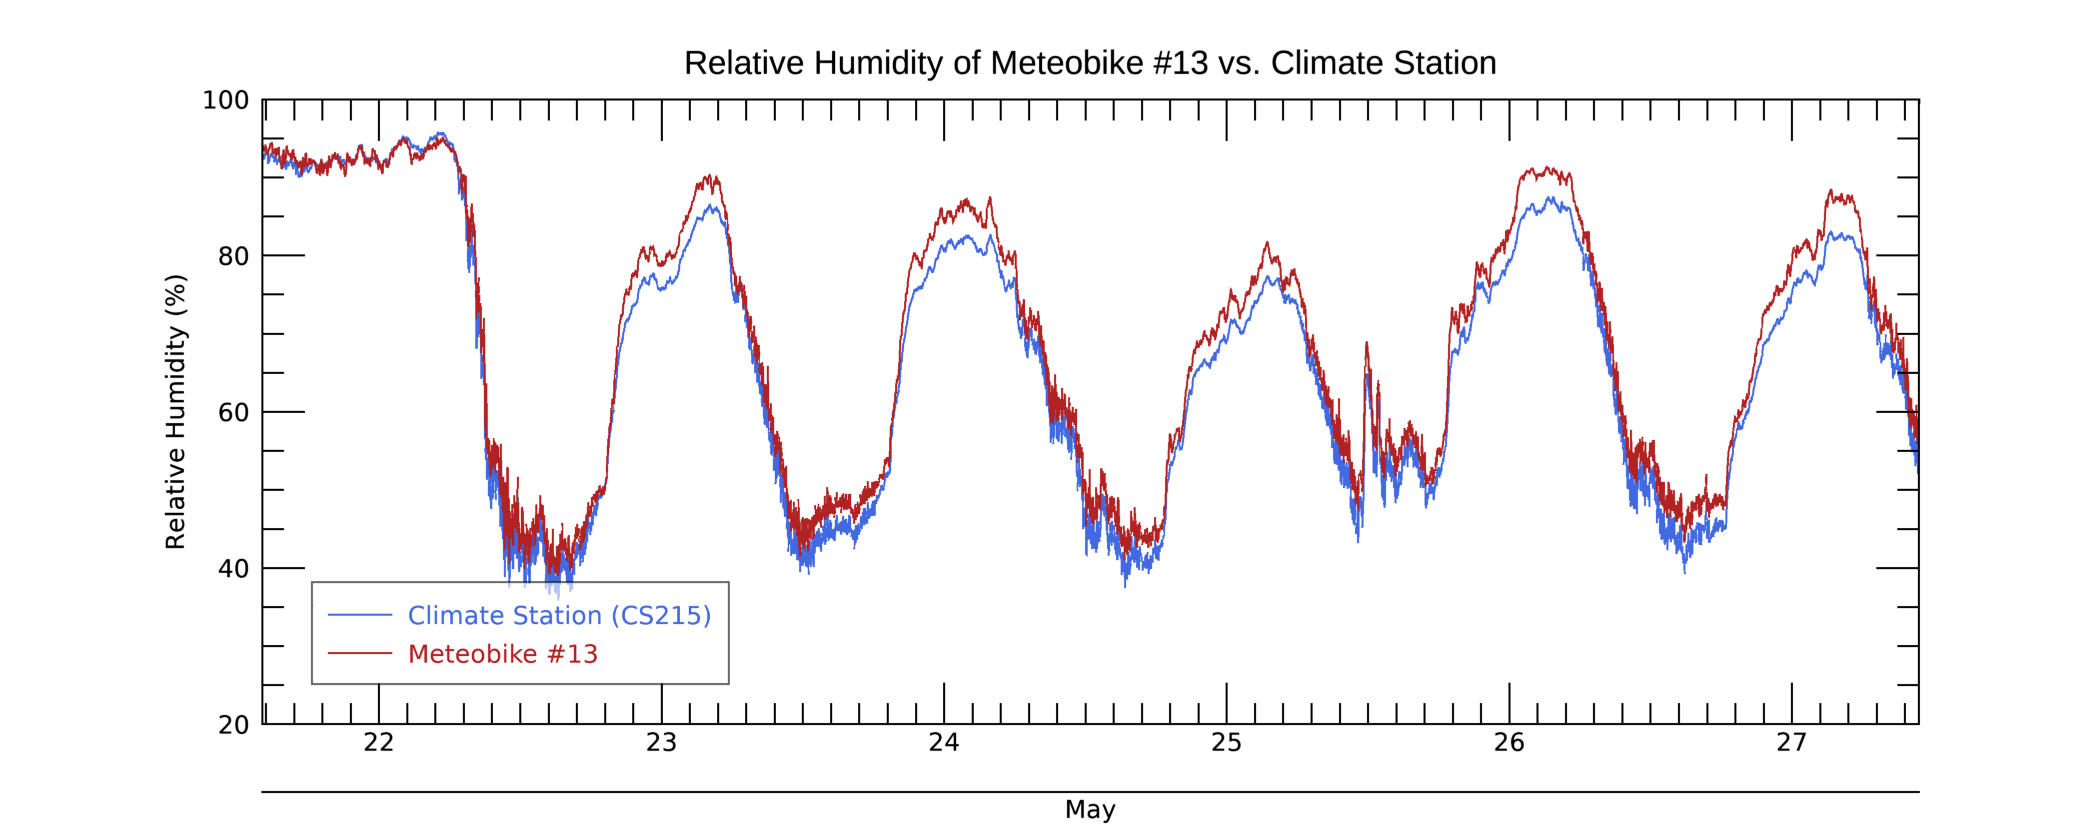 Relative Humidity of Meteobike #13 vs. Climate Station
Relative Humidity (%)
100
80
60
40
20
Climate Station (CS215)
Meteobike #13
22 23 24 25 26 27
May